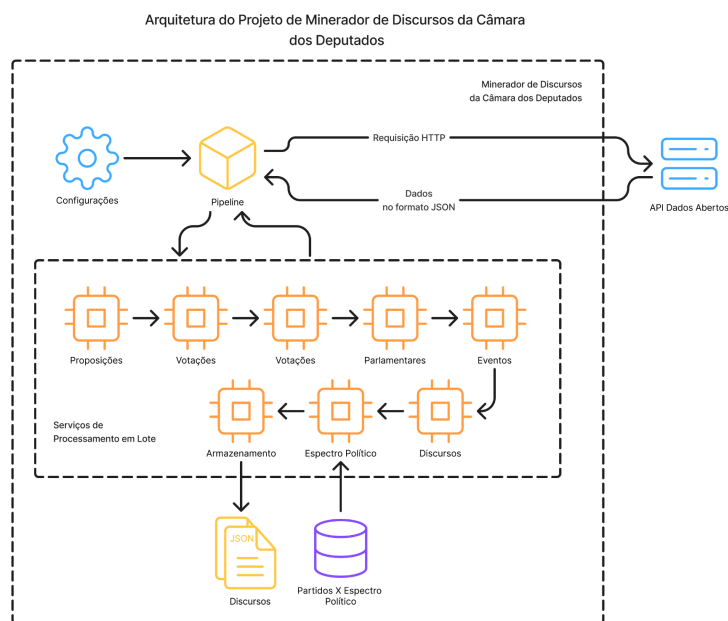 Arquitetura do Projeto de Minerador de Discursos da Câmara
dos Deputados
Minerador de Discursos
da Câmara dos Deputados
Requisição HTTP
Configurações
Pipeline
Dados
no formato JSON
API Dados Abertos
Proposições
Votações
Votações
Parlamentares
Eventos
Serviços de
Processamento em Lote
Armazenamento
Espectro Político
Discursos
JSON
Discursos
Partidos X Espectro
Político